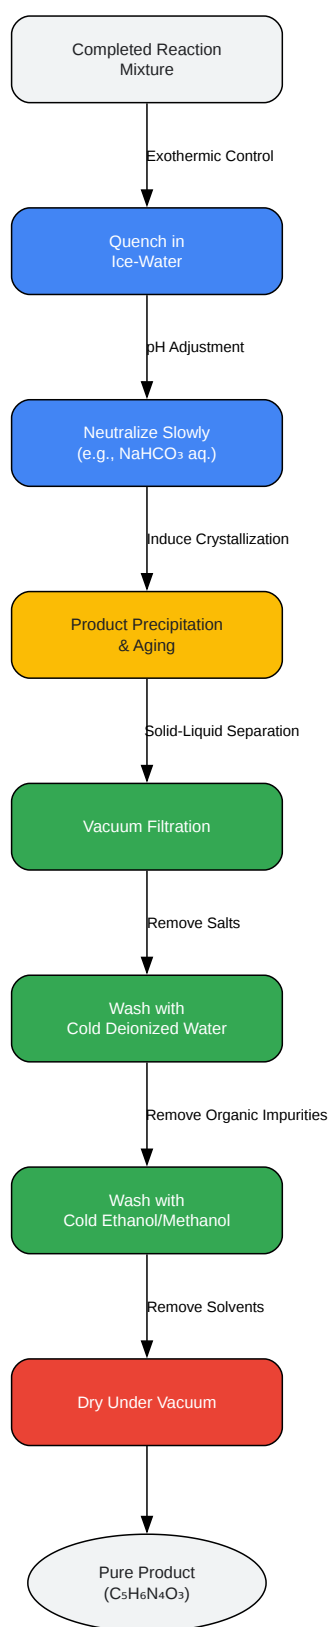 Completed Reaction
Mixture
Exothermic Control
Quench in
Ice-Water
pH Adjustment
Neutralize Slowly
(e.g., NaHCO₃ aq.)
Induce Crystallization
Product Precipitation
& Aging
Solid-Liquid Separation
Vacuum Filtration
Remove Salts
Wash with
Cold Deionized Water
Remove Organic Impurities
Wash with
Cold Ethanol/Methanol
Remove Solvents
Dry Under Vacuum
Pure Product
(C₅H₆N₄O₃)